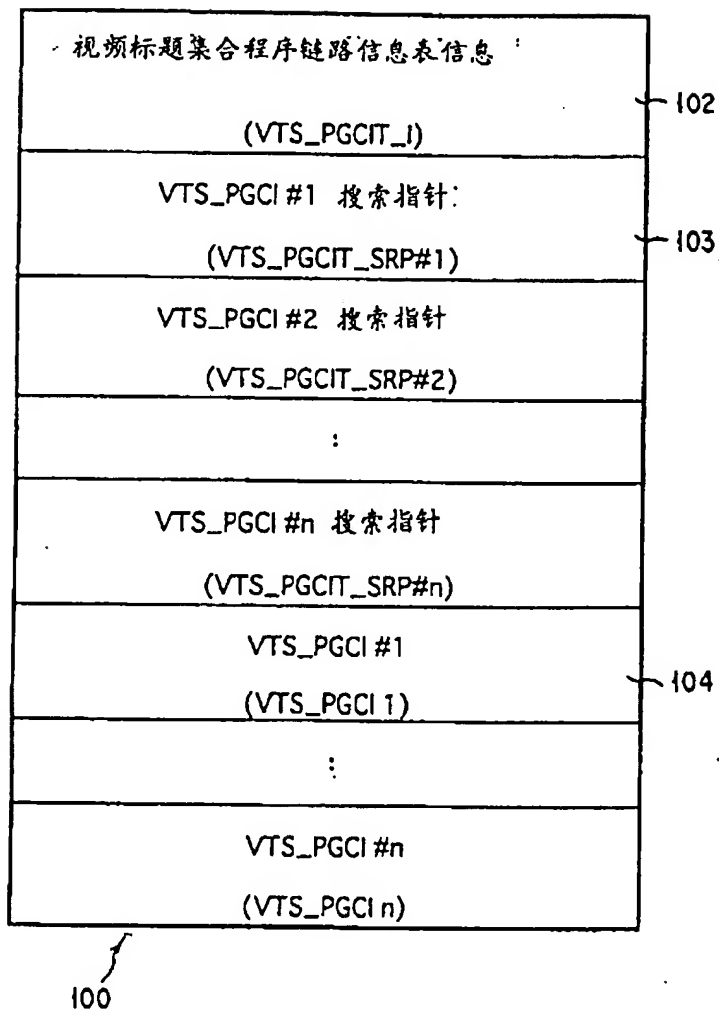 视频标题集合程序链路信息表信息
(VTS_PGCIT_I)
102
VTS_PGCI #1 搜索指针
(VTS_PGCIT_SRP#1)
103
VTS_PGCI #2 搜索指针
(VTS_PGCIT_SRP#2)
:
VTS_PGCI #n 搜索指针
(VTS_PGCIT_SRP#n)
VTS_PGCI #1
(VTS_PGCI 1)
104
:
VTS_PGCI #n
(VTS_PGCI n)
100